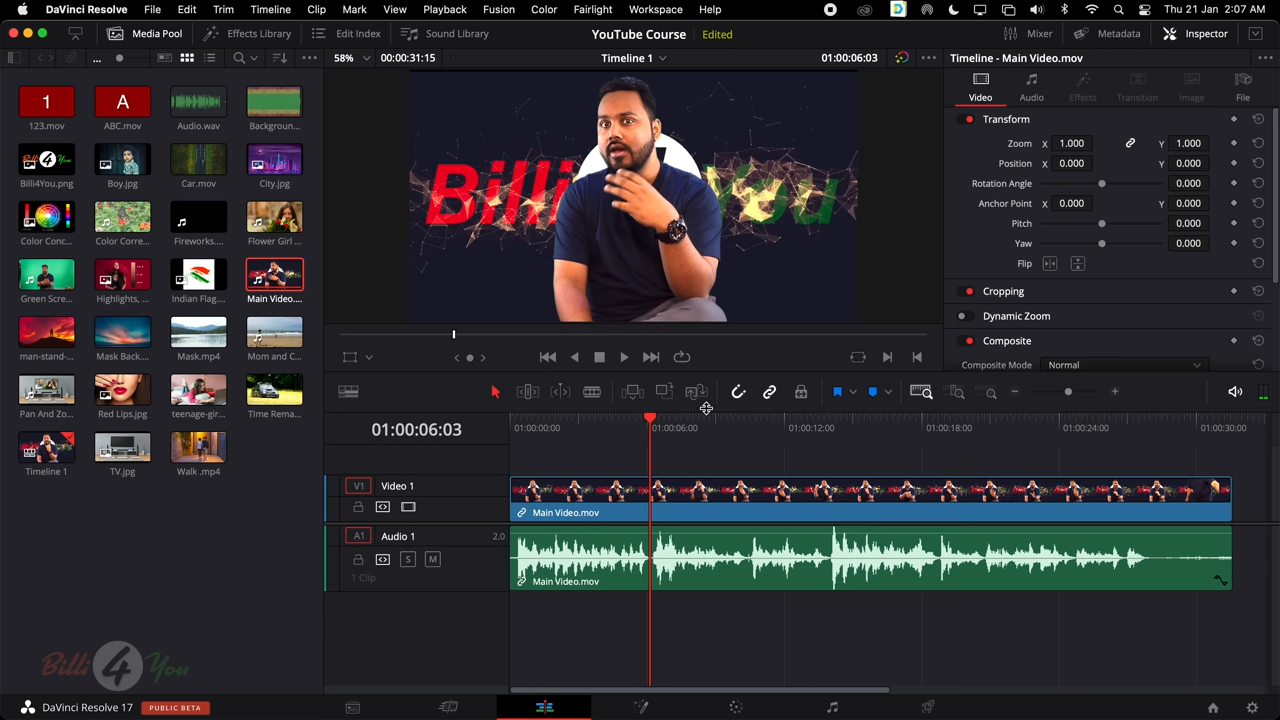 DaVinci Resolve File Edit Trim Timeline Clip Mark View Playback Fusion Color Fairlight Workspace Help Thu 21 Jan 2:07 AM
Media Pool Effects Library Edit Index Sound Library YouTube Course Edited Mixer Metadata Inspector
... 58% 00:00:31:15 Timeline 1 01:00:06:03 Timeline - Main Video.mov
Video Audio Effects Transition Image File
1 A
123.mov ABC.mov Audio.wav Backgroun...
Billi4You.png Boy.jpg Car.mov City.jpg
Color Conc... Color Corre... Fireworks.... Flower Girl ...
Green Scre... Highlights, ... Indian Flag.... Main Video....
man-stand-... Mask Back.... Mask.mp4 Mom and C...
Pan And Zo... Red Lips.jpg teenage-gir... TIme Rema...
Timeline 1 TV.jpg Walk .mp4
Billi You
Transform
Zoom X 1.000 Y 1.000
Position X 0.000 Y 0.000
Rotation Angle 0.000
Anchor Point X 0.000 Y 0.000
Pitch 0.000
Yaw 0.000
Flip
Cropping
Dynamic Zoom
Composite
Composite Mode Normal
01:00:06:03
01:00:00:00 01:00:06:00 01:00:12:00 01:00:18:00 01:00:24:00 01:00:30:00
V1 Video 1
Main Video.mov
A1 Audio 1 2.0
S M
1 Clip
Main Video.mov
Billi 4 You
DaVinci Resolve 17 PUBLIC BETA